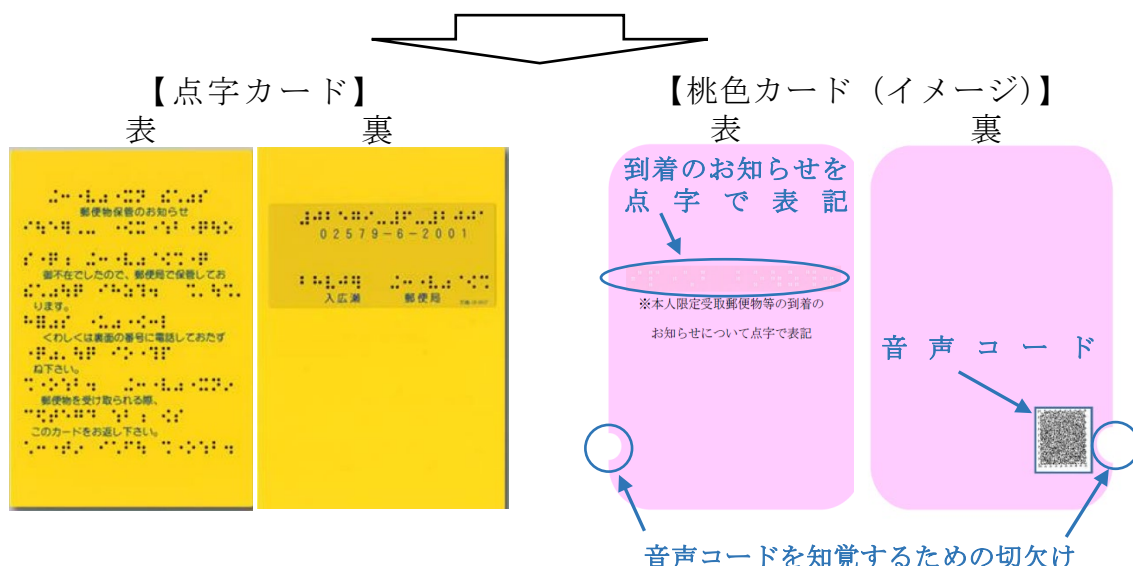 【点字カード】
表 裏
郵便物保管のお知らせ
御不在でしたので、郵便局で保管してお
ります。
くわしくは裏面の番号に電話しておたず
ね下さい。
郵便物を受け取られる際、
このカードをお返し下さい。
02579-6-2001
入広瀬 郵便局
【桃色カード（イメージ）】
表 裏
到着のお知らせを
点字で表記
※本人限定受取郵便物等の到着の
お知らせについて点字で表記
音声コード
音声コードを知覚するための切欠け